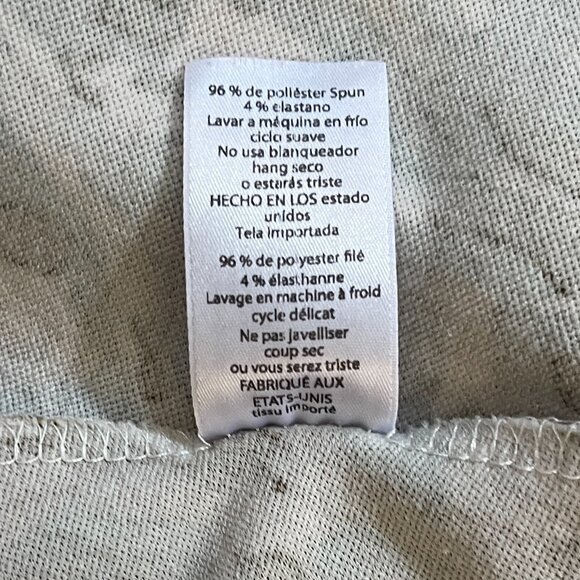 96 % de poliéster Spun
4 % elastano
Lavar a máquina en frío
ciclo suave
No usa blanqueador
hang seco
o estarás triste
HECHO EN LOS estado
unidos
Tela importada
96 % de polyester filé
4 % élasthanne
Lavage en machine à froid
cycle délicat
Ne pas javelliser
coup sec
ou vous serez triste
FABRIQUÉ AUX
ETATS-UNIS
tissu importé